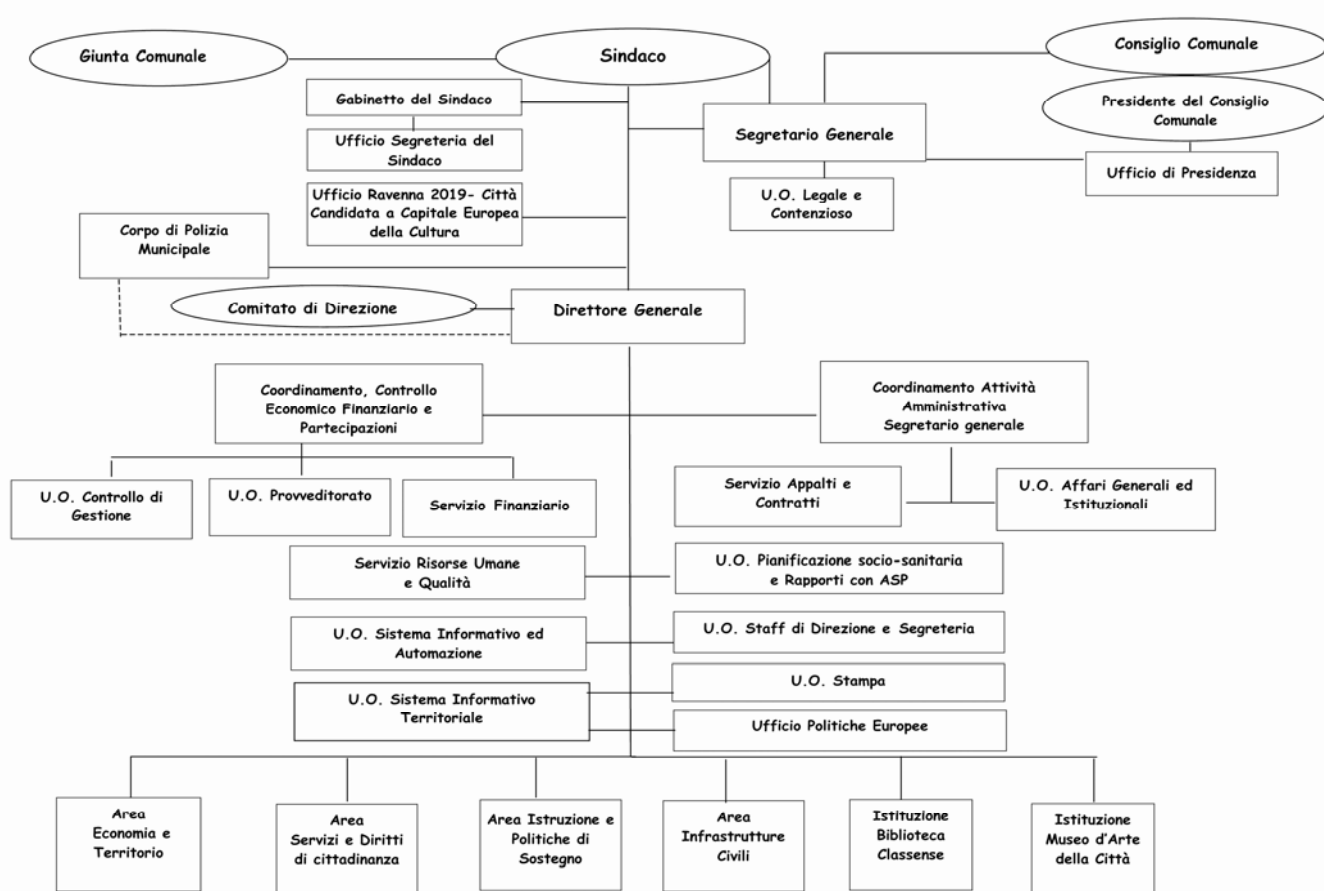 Giunta Comunale
Sindaco
Consiglio Comunale
Gabinetto del Sindaco
Presidente del Consiglio
Comunale
Segretario Generale
Ufficio Segreteria del
Sindaco
Ufficio di Presidenza
Ufficio Ravenna 2019- Città
Candidata a Capitale Europea
della Cultura
U.O. Legale e
Contenzioso
Corpo di Polizia
Municipale
Comitato di Direzione
Direttore Generale
Coordinamento, Controllo
Economico Finanziario e
Partecipazioni
Coordinamento Attività
Amministrativa
Segretario generale
U.O. Controllo di
Gestione
U.O. Provveditorato
Servizio Finanziario
Servizio Appalti e
Contratti
U.O. Affari Generali ed
Istituzionali
Servizio Risorse Umane
e Qualità
U.O. Pianificazione socio-sanitaria
e Rapporti con ASP
U.O. Sistema Informativo ed
Automazione
U.O. Staff di Direzione e Segreteria
U.O. Sistema Informativo
Territoriale
U.O. Stampa
Ufficio Politiche Europee
Area
Economia e
Territorio
Area
Servizi e Diritti
di cittadinanza
Area Istruzione e
Politiche di
Sostegno
Area
Infrastrutture
Civili
Istituzione
Biblioteca
Classense
Istituzione
Museo d'Arte
della Città